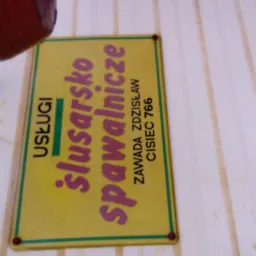 USŁUGI
ślusarsko
spawalnicze
ZAWADA ZDZISŁAW
CISIEC 766